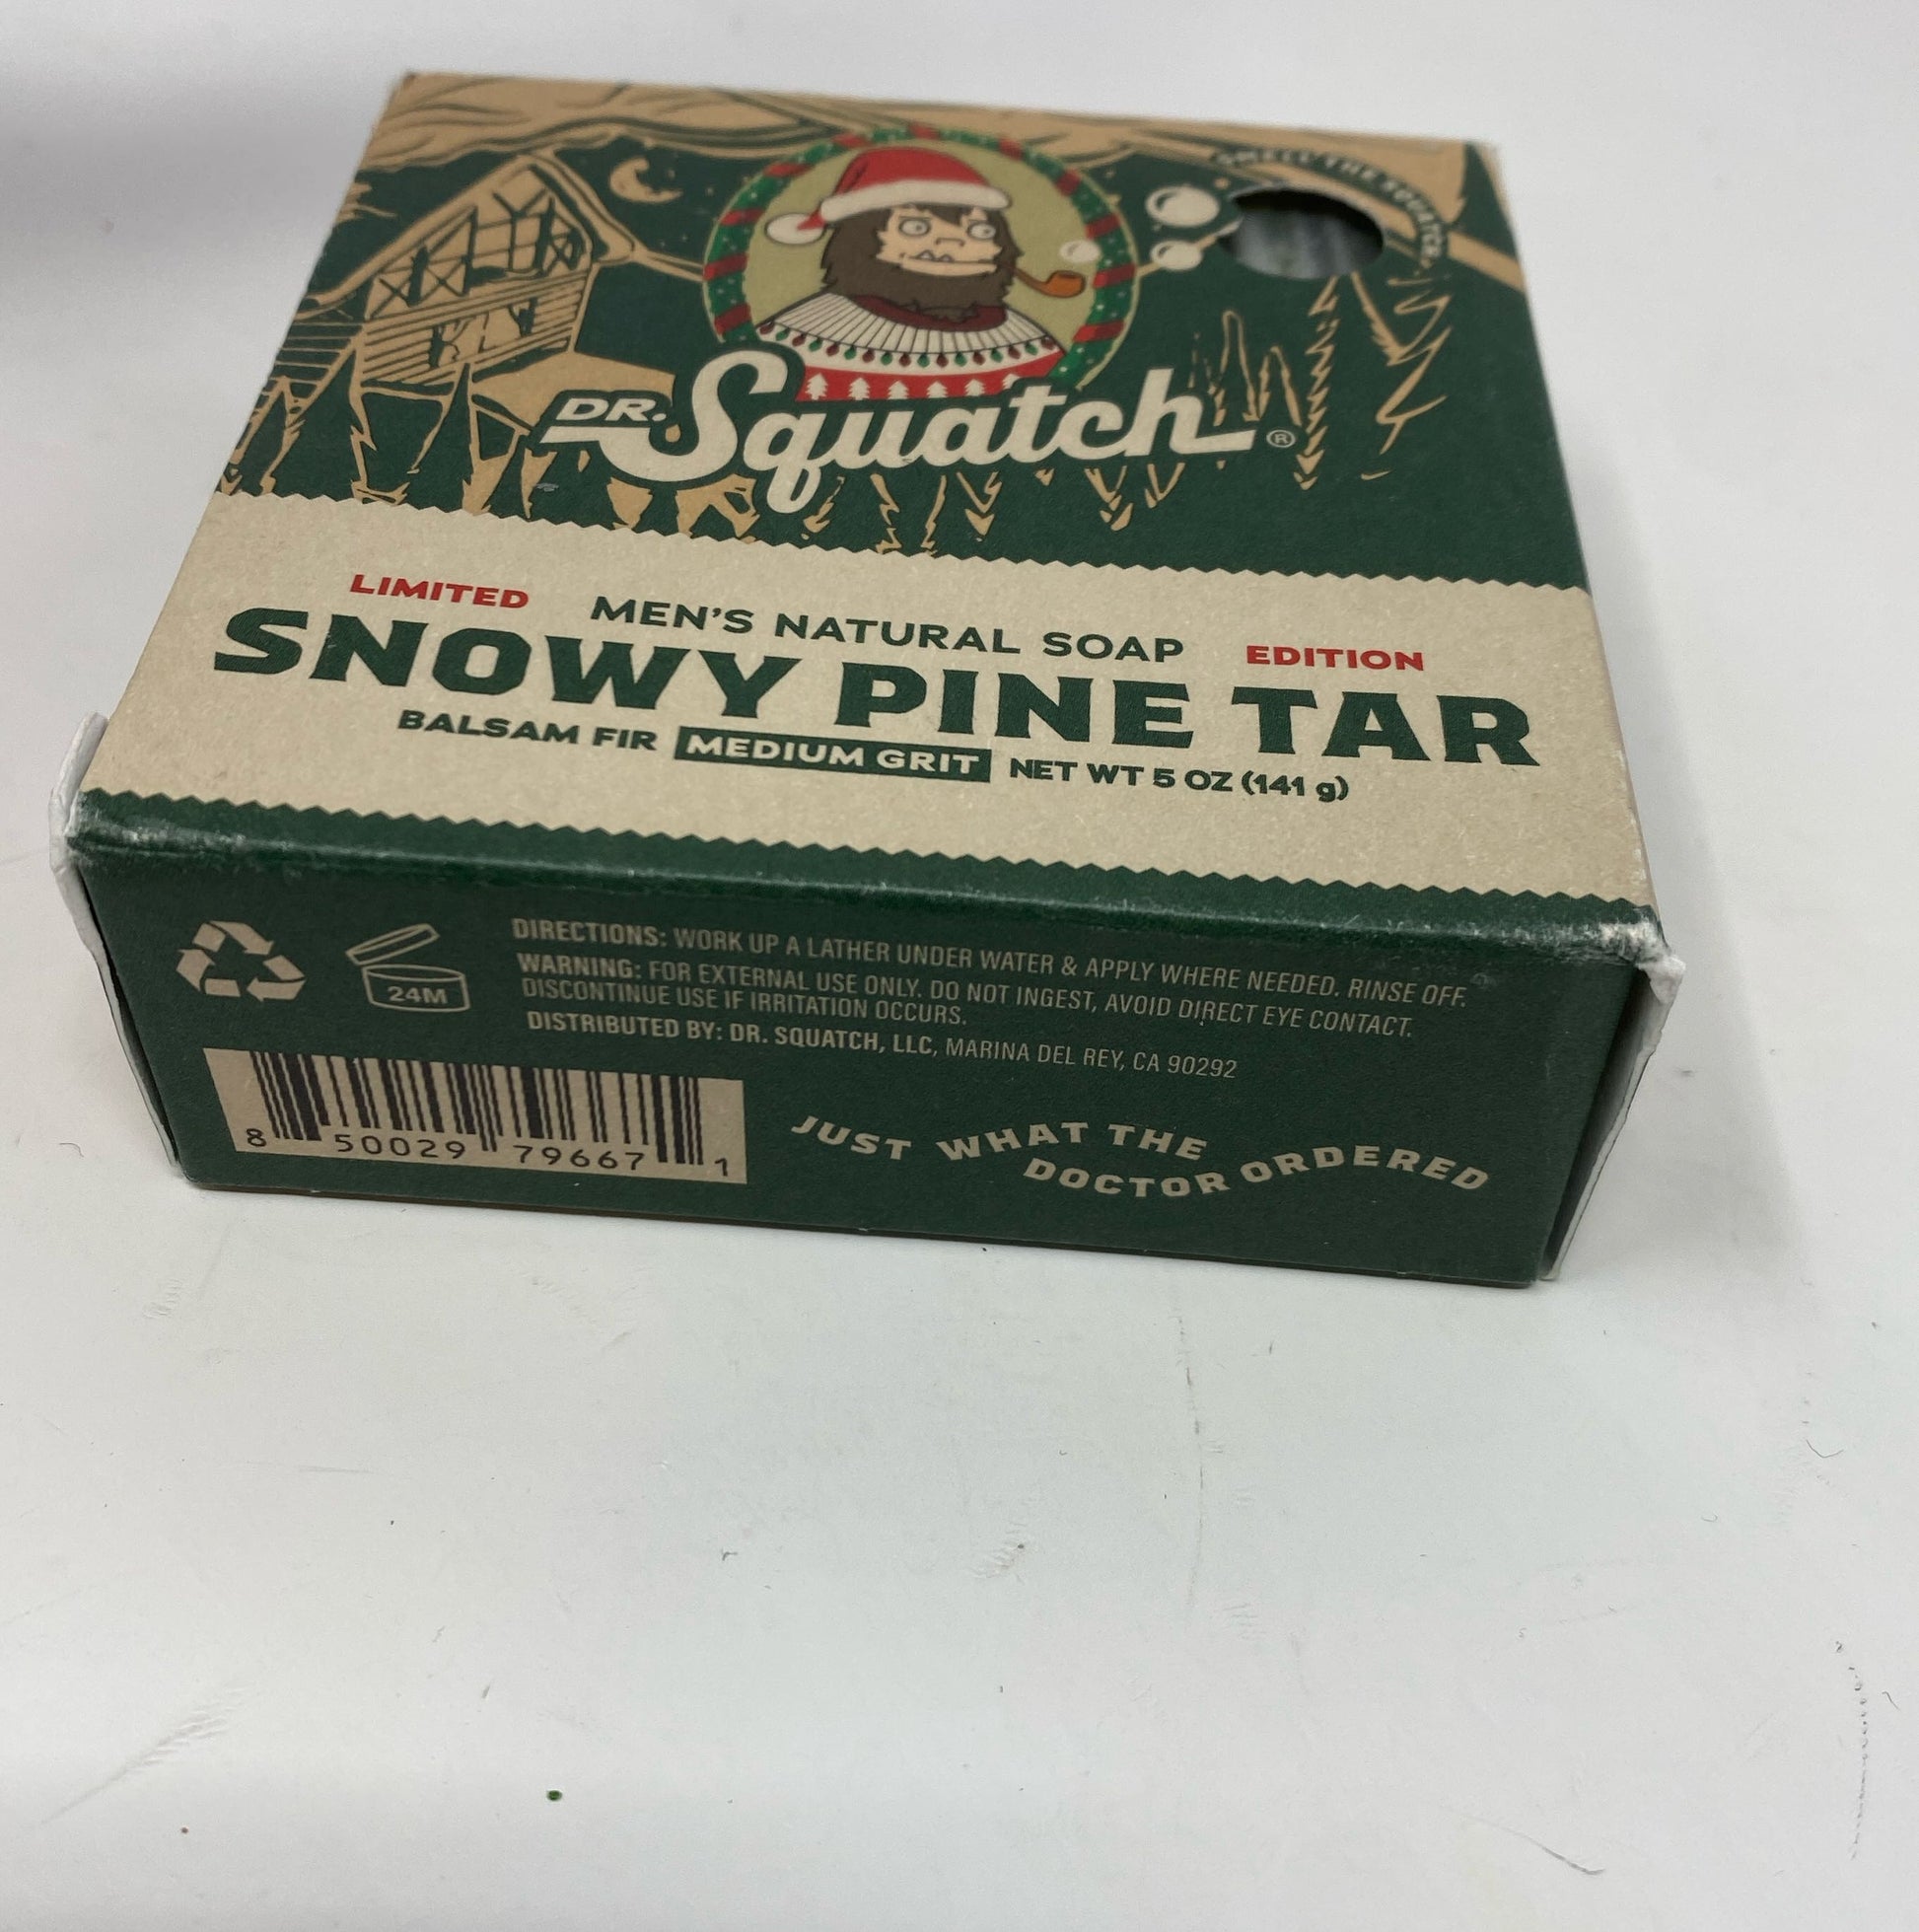 SMELL THE SQUATCH
DR. Squatch®
LIMITED MEN'S NATURAL SOAP EDITION
SNOWY PINE TAR
BALSAM FIR MEDIUM GRIT NET WT 5 OZ (141 g)
24M
DIRECTIONS: WORK UP A LATHER UNDER WATER & APPLY WHERE NEEDED. RINSE OFF.
WARNING: FOR EXTERNAL USE ONLY. DO NOT INGEST, AVOID DIRECT EYE CONTACT.
DISCONTINUE USE IF IRRITATION OCCURS.
DISTRIBUTED BY: DR. SQUATCH, LLC, MARINA DEL REY, CA 90292
8 50029 79667 1
JUST WHAT THE
DOCTOR ORDERED